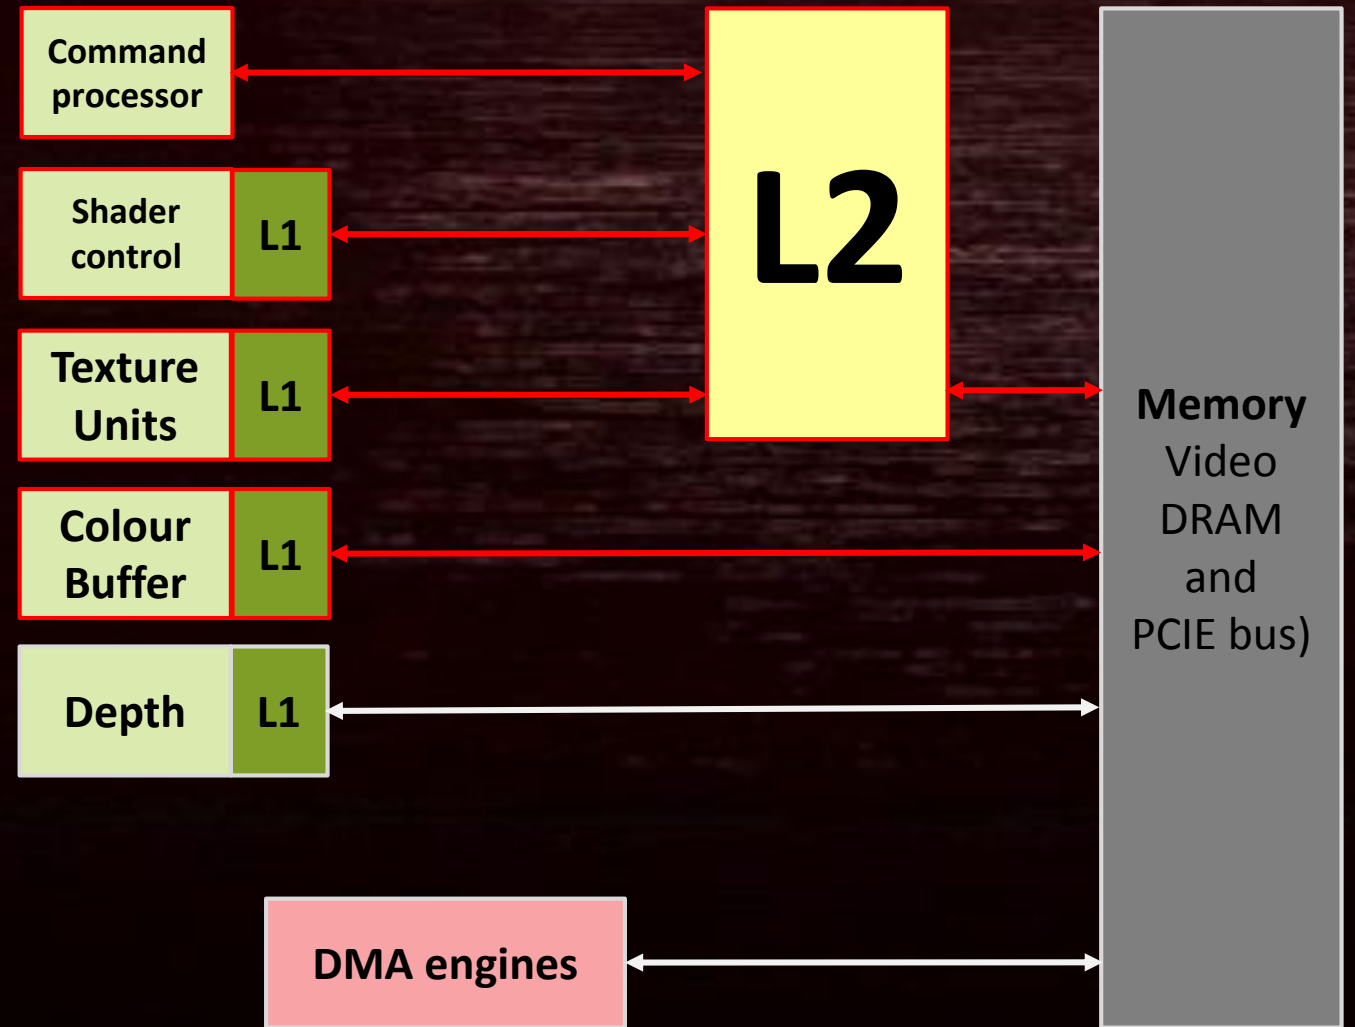 Command
processor
L2
Shader
control
L1
Texture
Units
L1
Memory
Video
DRAM
and
PCIE bus)
Colour
Buffer
L1
Depth
L1
DMA engines